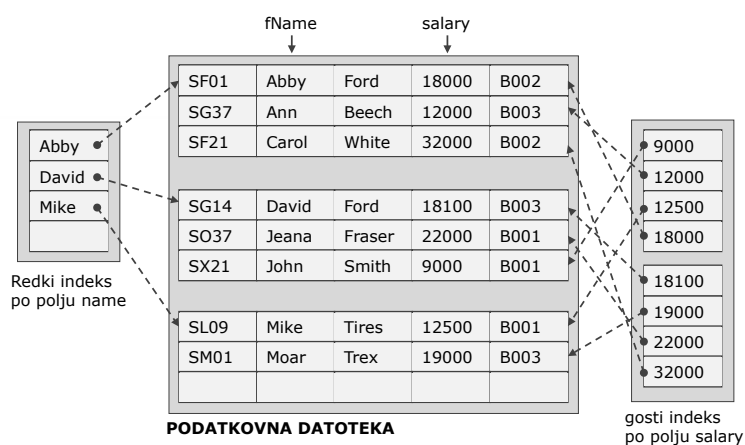 fName salary
SF01 Abby Ford 18000 B002
SG37 Ann Beech 12000 B003
SF21 Carol White 32000 B002
SG14 David Ford 18100 B003
SO37 Jeana Fraser 22000 B001
SX21 John Smith 9000 B001
SL09 Mike Tires 12500 B001
SM01 Moar Trex 19000 B003
PODATKOVNA DATOTEKA
Abby
David
Mike
Redki indeks
po polju name
9000
12000
12500
18000
18100
19000
22000
32000
gosti indeks
po polju salary